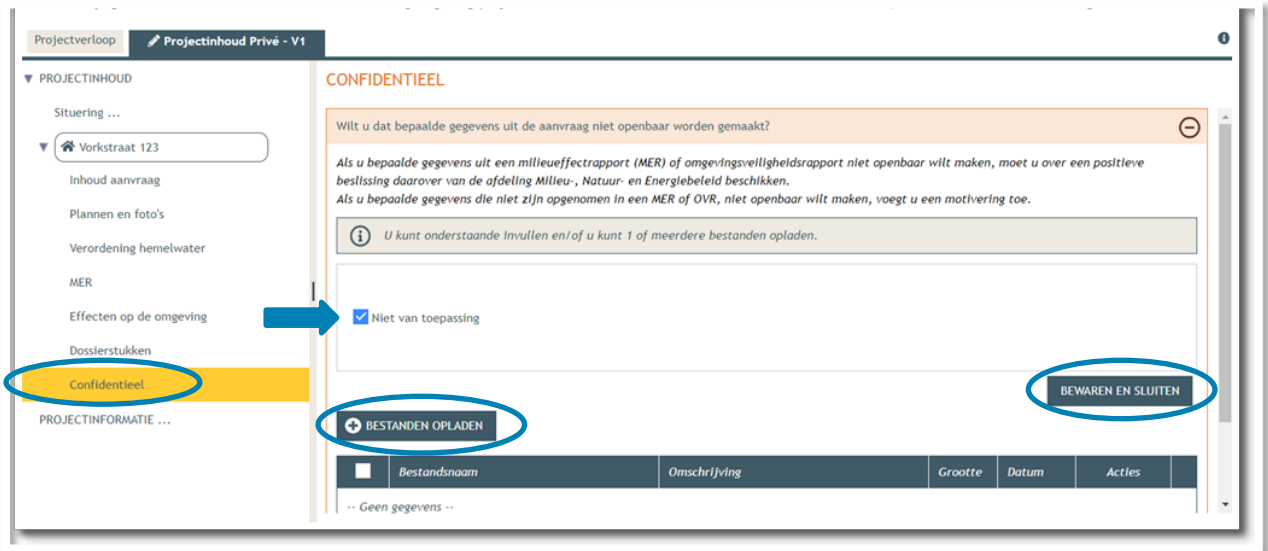 Projectverloop
Projectinhoud Privé - V1
PROJECTINHOUD
Situering ...
Vorkstraat 123
Inhoud aanvraag
Plannen en foto's
Verordening hemelwater
MER
Effecten op de omgeving
Dossierstukken
Confidentieel
PROJECTINFORMATIE ...
CONFIDENTIEEL
Wilt u dat bepaalde gegevens uit de aanvraag niet openbaar worden gemaakt?
Als u bepaalde gegevens uit een milieueffectrapport (MER) of omgevingsveiligheidsrapport niet openbaar wilt maken, moet u over een positieve
beslissing daarover van de afdeling Milieu-, Natuur- en Energiebeleid beschikken.
Als u bepaalde gegevens die niet zijn opgenomen in een MER of OVR, niet openbaar wilt maken, voegt u een motivering toe.
U kunt onderstaande invullen en/of u kunt 1 of meerdere bestanden opladen.
Niet van toepassing
BEWAREN EN SLUITEN
BESTANDEN OPLADEN
Bestandsnaam Omschrijving Grootte Datum Acties
-- Geen gegevens --